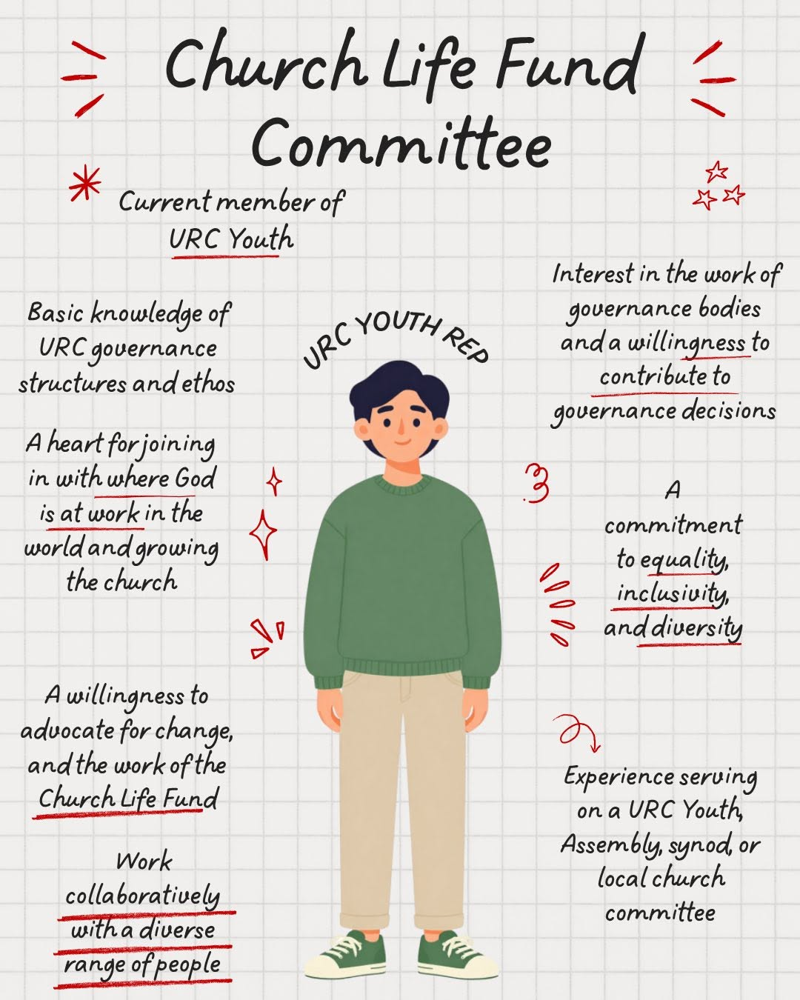 Church Life Fund
Committee
Current member of
URC Youth
Basic knowledge of
URC governance
structures and ethos
A heart for joining
in with where God
is at work in the
world and growing
the church
A willingness to
advocate for change,
and the work of the
Church Life Fund
Work
collaboratively
with a diverse
range of people
URC YOUTH REP
Interest in the work of
governance bodies
and a willingness to
contribute to
governance decisions
A
commitment
to equality,
inclusivity,
and diversity
Experience serving
on a URC Youth,
Assembly, synod, or
local church
committee